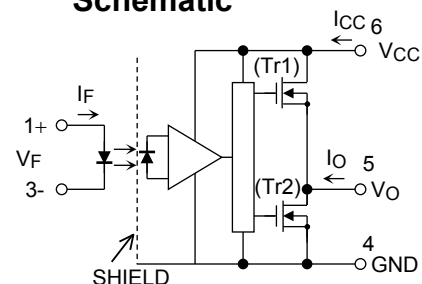 Schematic
ICC 6
VCC
(Tr1)
IF
1+
VF
3-
IO 5
VO
(Tr2)
4
GND
SHIELD